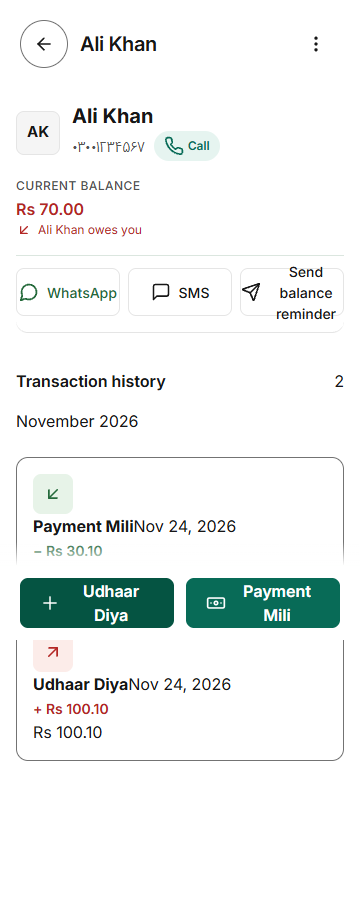 Ali Khan
AK
Ali Khan
۰۳۰۰۱۲۳۴۵۶۷
Call
CURRENT BALANCE
Rs 70.00
Ali Khan owes you
WhatsApp
SMS
Send balance reminder
Transaction history
2
November 2026
Payment MiliNov 24, 2026
− Rs 30.10
Udhaar Diya
Payment Mili
Udhaar DiyaNov 24, 2026
+ Rs 100.10
Rs 100.10